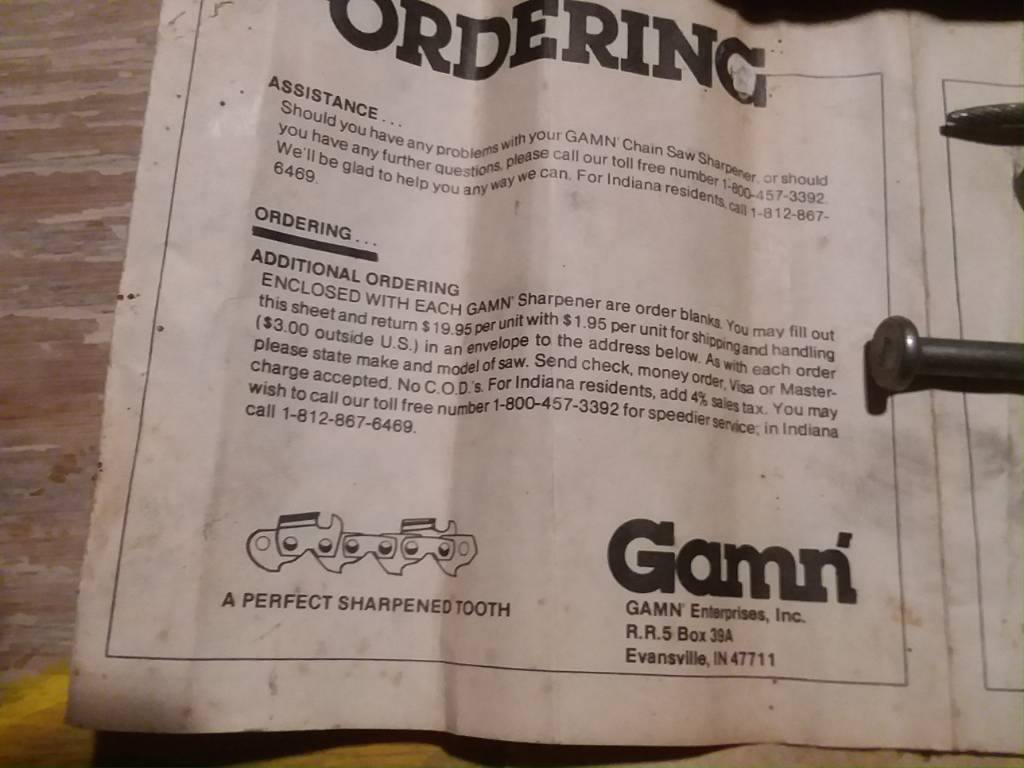 ORDERING
ASSISTANCE...
Should you have any problems with your GAMN' Chain Saw Sharpener, or should
you have any further questions, please call our toll free number 1-800-457-3392.
We'll be glad to help you any way we can. For Indiana residents, call 1-812-867-
6469.
ORDERING...
ADDITIONAL ORDERING
ENCLOSED WITH EACH GAMN' Sharpener are order blanks. You may fill out
this sheet and return $19.95 per unit with $1.95 per unit for shipping and handling
($3.00 outside U.S.) in an envelope to the address below. As with each order
please state make and model of saw. Send check, money order, Visa or Master-
charge accepted. No C.O.D.'s. For Indiana residents, add 4% sales tax. You may
wish to call our toll free number 1-800-457-3392 for speedier service; in Indiana
call 1-812-867-6469.
A PERFECT SHARPENED TOOTH
Gamn'
GAMN' Enterprises, Inc.
R.R.5 Box 39A
Evansville, IN 47711